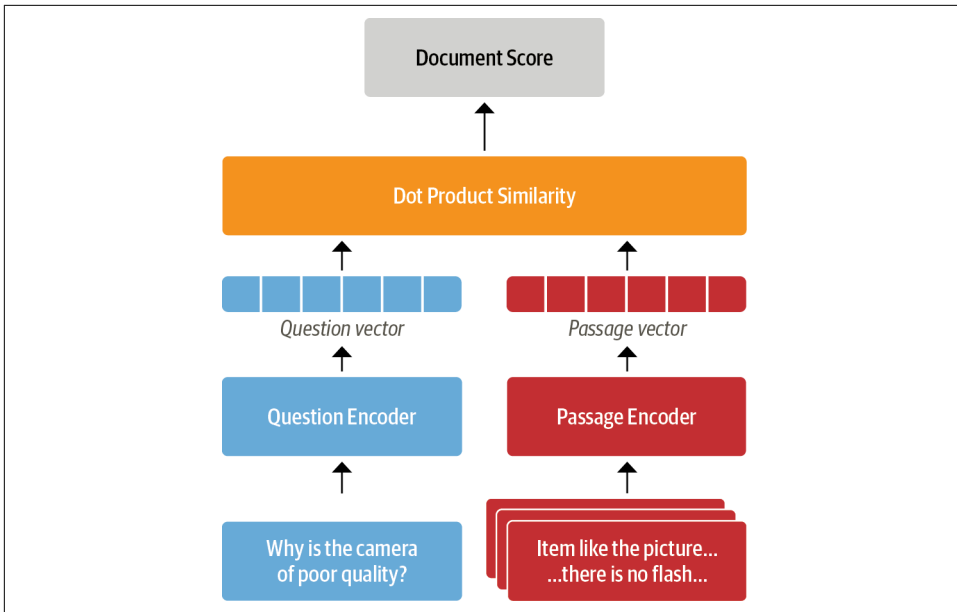 Document Score
Dot Product Similarity
Question vector
Passage vector
Question Encoder
Passage Encoder
Why is the camera
of poor quality?
Item like the picture...
...there is no flash...